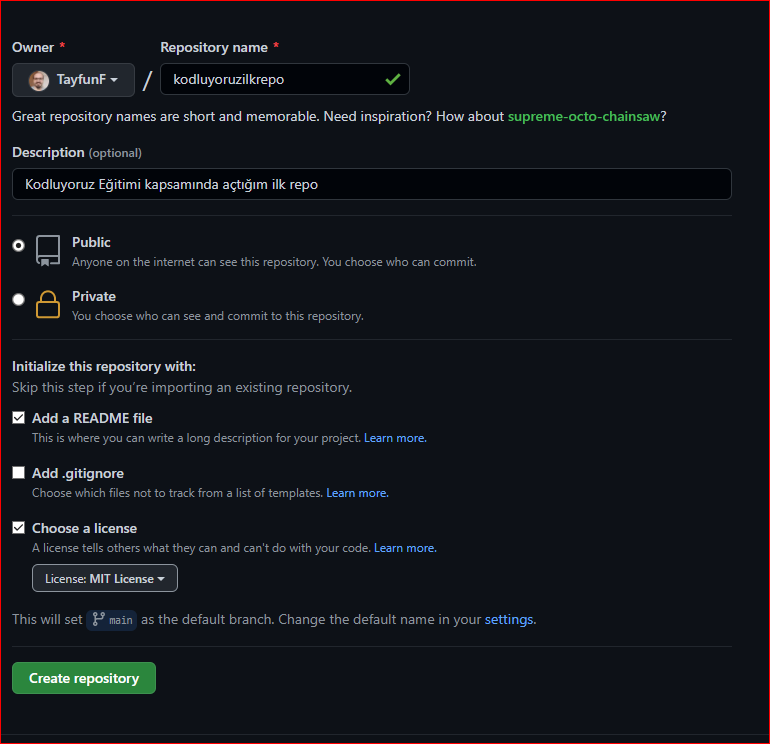 Owner * Repository name *
TayfunF / kodluyoruzilkrepo
Great repository names are short and memorable. Need inspiration? How about supreme-octo-chainsaw?
Description (optional)
Kodluyoruz Eğitimi kapsamında açtığım ilk repo
Public
Anyone on the internet can see this repository. You choose who can commit.
Private
You choose who can see and commit to this repository.
Initialize this repository with:
Skip this step if you're importing an existing repository.
Add a README file
This is where you can write a long description for your project. Learn more.
Add .gitignore
Choose which files not to track from a list of templates. Learn more.
Choose a license
A license tells others what they can and can't do with your code. Learn more.
License: MIT License
This will set main as the default branch. Change the default name in your settings.
Create repository